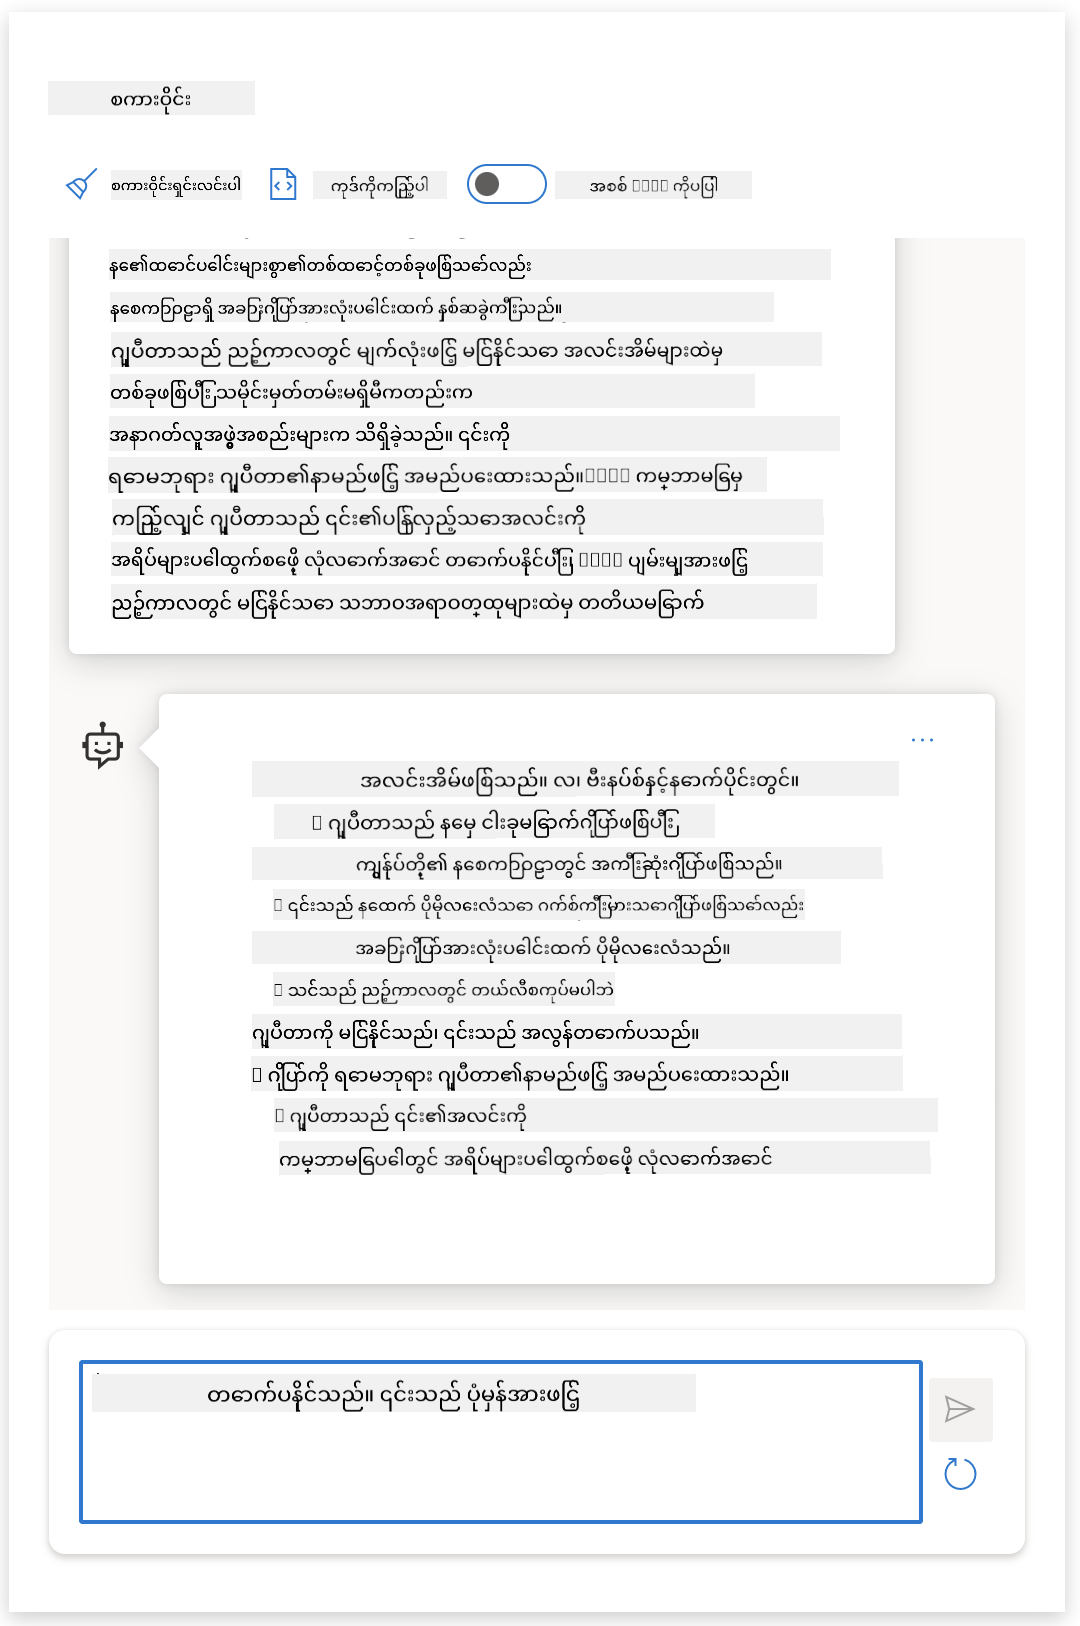 စကားဝိုင်း
စကားဝိုင်းရှင်းလင်းပါ
ကုဒ်ကိုကြည့်ပါ
အစစ် ကိုပြပါ
နေ၏ထောင်ပေါင်းများစွာ၏တစ်ထောင့်တစ်ခုဖြစ်သော်လည်း
နေစကြဝဠာရှိ အခြားဂြိုဟ်အားလုံးပေါင်းထက် နှစ်ဆခွဲကြီးသည်။
ဂျူပီတာသည် ညဉ့်ကာလတွင် မျက်လုံးဖြင့် မြင်နိုင်သော အလင်းအိမ်များထဲမှ
တစ်ခုဖြစ်ပြီး သမိုင်းမှတ်တမ်းမရှိမီကတည်းက
အနာဂတ်လူ့အဖွဲ့အစည်းများက သိရှိခဲ့သည်။ ၎င်းကို
ရောမဘုရား ဂျူပီတာ၏နာမည်ဖြင့် အမည်ပေးထားသည်။ ကမ္ဘာမြေမှ
ကြည့်လျှင် ဂျူပီတာသည် ၎င်း၏ပြန်လှည့်သောအလင်းကို
အရိပ်များပေါ်ထွက်စေဖို့ လုံလောက်အောင် တောက်ပနိုင်ပြီး ပျမ်းမျှအားဖြင့်
ညဉ့်ကာလတွင် မြင်နိုင်သော သဘာဝအရာဝတ္ထုများထဲမှ တတိယမြောက်
အလင်းအိမ်ဖြစ်သည်။ လ၊ ဗီးနပ်စ်နှင့်နောက်ပိုင်းတွင်။
ဂျူပီတာသည် နေမှ ငါးခုမြောက်ဂြိုဟ်ဖြစ်ပြီး
ကျွန်ုပ်တို့၏ နေစကြဝဠာတွင် အကြီးဆုံးဂြိုဟ်ဖြစ်သည်။
၎င်းသည် နေထက် ပိုမိုလေးလံသော ဂက်စ်ကြီးမားသောဂြိုဟ်ဖြစ်သော်လည်း
အခြားဂြိုဟ်အားလုံးပေါင်းထက် ပိုမိုလေးလံသည်။
သင်သည် ညဉ့်ကာလတွင် တယ်လီစကုပ်မပါဘဲ
ဂျူပီတာကို မြင်နိုင်သည်၊ ၎င်းသည် အလွန်တောက်ပသည်။
ဂြိုဟ်ကို ရောမဘုရား ဂျူပီတာ၏နာမည်ဖြင့် အမည်ပေးထားသည်။
ဂျူပီတာသည် ၎င်း၏အလင်းကို
ကမ္ဘာမြေပေါ်တွင် အရိပ်များပေါ်ထွက်စေဖို့ လုံလောက်အောင်
တောက်ပနိုင်သည်။ ၎င်းသည် ပုံမှန်အားဖြင့်